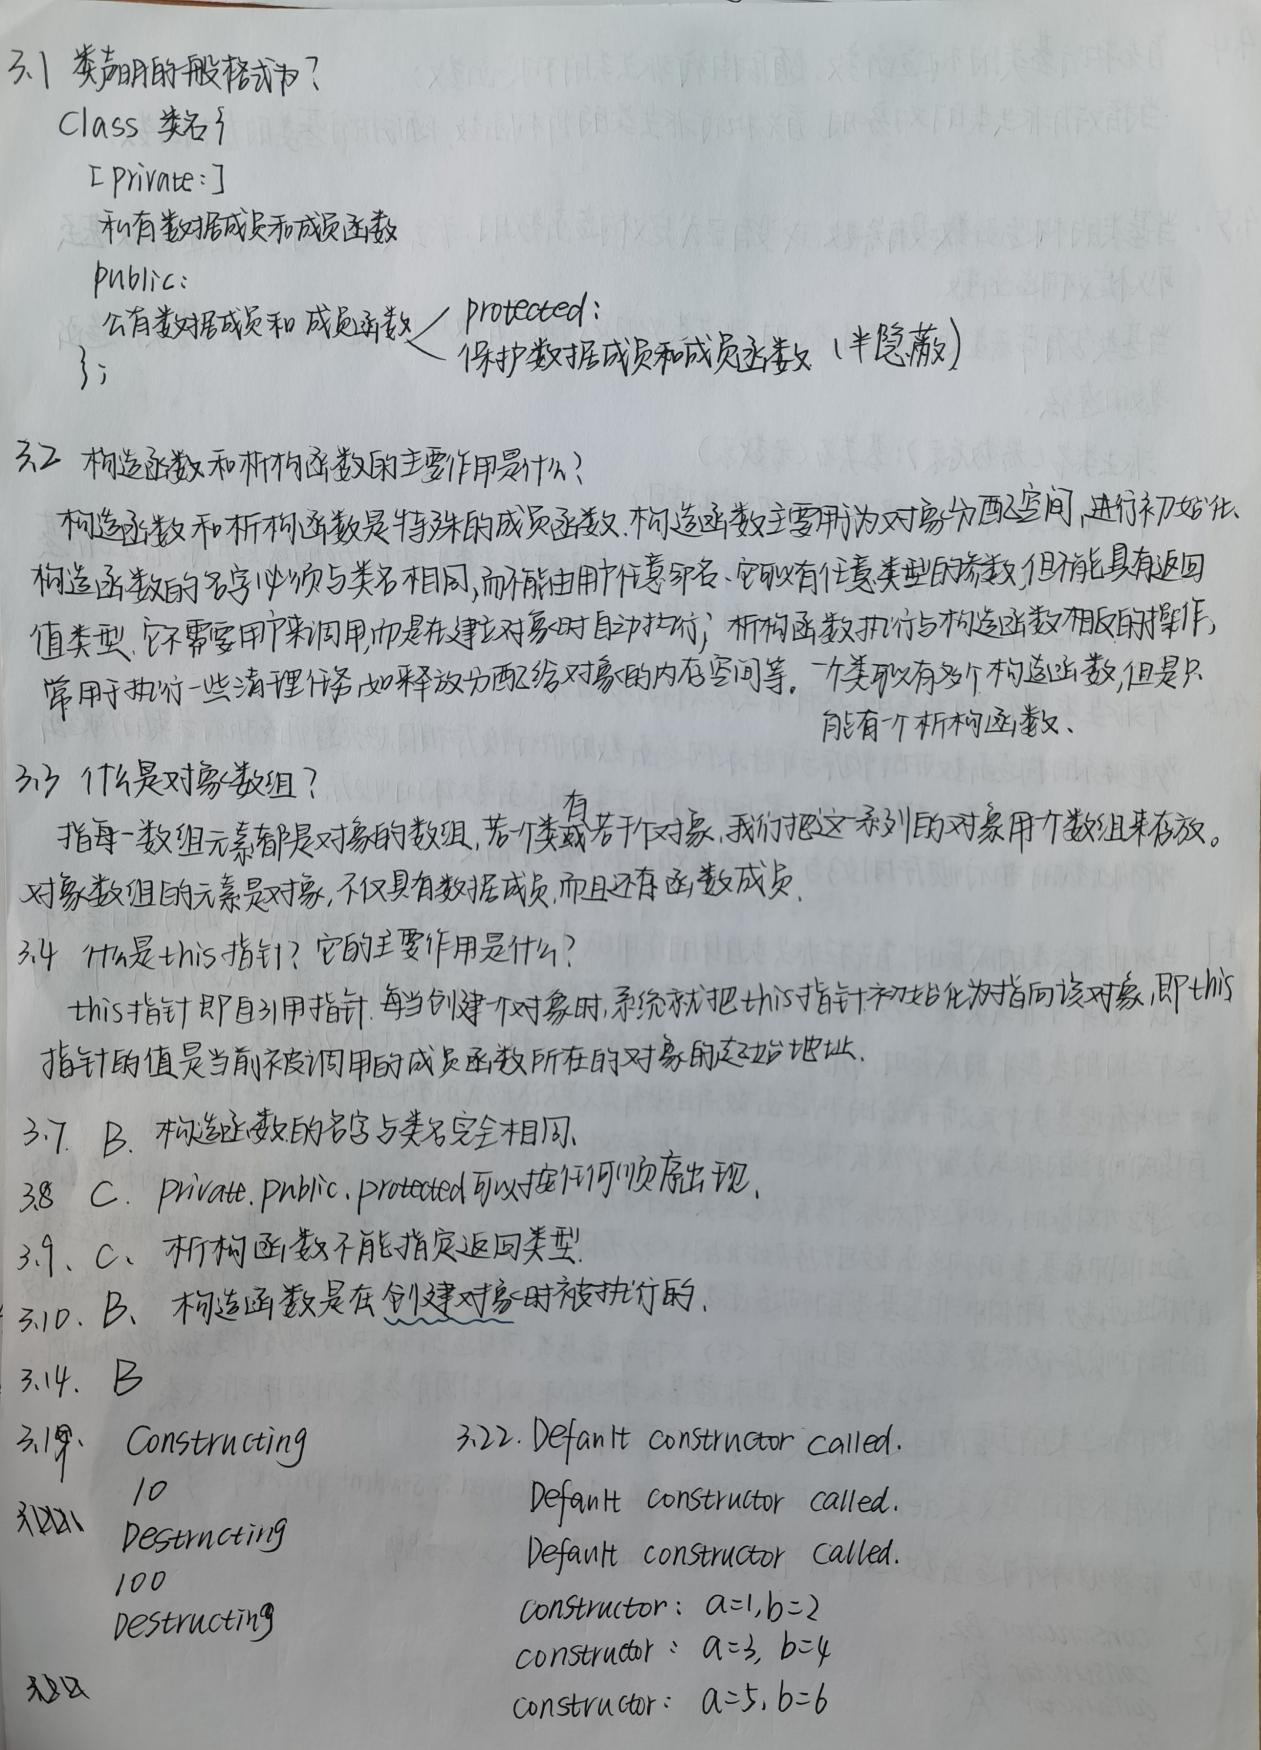 3.1 类声明的一般格式为?
Class 类名{
[private:]
私有数据成员和成员函数
public:
公有数据成员和成员函数
protected:
保护数据成员和成员函数 (半隐蔽)
};
3.2 构造函数和析构函数的主要作用是什么?
构造函数和析构函数是特殊的成员函数.构造函数主要用于为对象分配空间,进行初始化、
构造函数的名字必须与类名相同,而不能由用户任意命名、它可以有任意类型的参数,但不能具有返回
值类型.它不需要用户来调用,而是在建立对象时自动执行;析构函数执行与构造函数相反的操作,
常用于执行一些清理任务,如释放分配给对象的内存空间等。一个类可以有多个构造函数,但是只
能有一个析构函数、
3.3 什么是对象数组?
指每一数组元素都是对象的数组,若一个类有若干个对象,我们把这一系列的对象用一个数组来存放。
对象数组的元素是对象,不仅具有数据成员,而且还有函数成员.
3.4 什么是this指针?它的主要作用是什么?
this指针即自引用指针.每当创建一个对象时,系统就把this指针初始化为指向该对象,即this
指针的值是当前被调用的成员函数所在的对象的起始地址.
3.7. B. 构造函数的名字与类名完全相同、
3.8 C. private.public.protected可以按任何顺序出现、
3.9、C、析构函数不能指定返回类型.
3.10. B、构造函数是在创建对象时被执行的、
3.14. B
3.19. Constructing
10
Destructing
100
Destructing
3.22. Default constructor called.
Default constructor called.
Default constructor called.
constructor: a=1,b=2
constructor: a=3, b=4
constructor: a=5, b=6